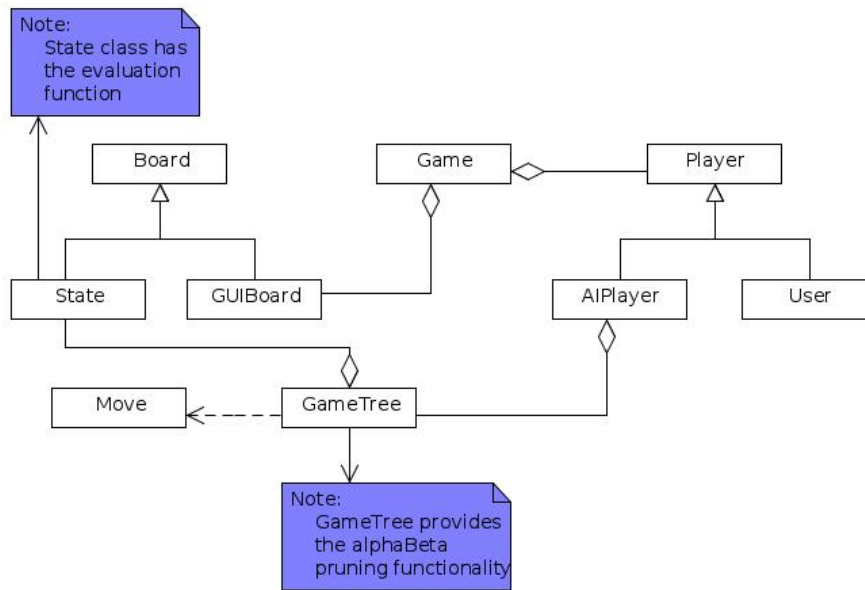 Note:
State class has
the evaluation
function
Board
Game
Player
State
GUIBoard
AIPlayer
User
Move
GameTree
Note:
GameTree provides
the alphaBeta
pruning functionality